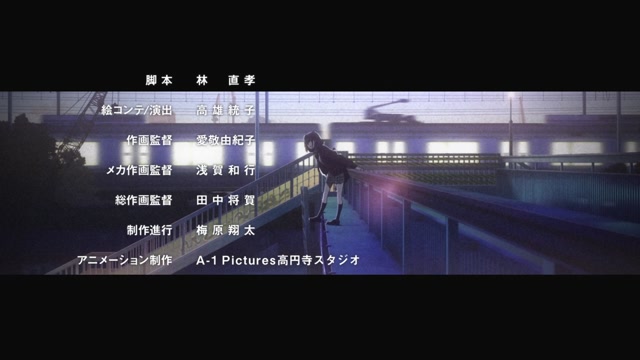 脚本 林 直孝
絵コンテ/演出 高雄統子
作画監督 愛敬由紀子
メカ作画監督 浅賀和行
総作画監督 田中将賀
制作進行 梅原翔太
アニメーション制作 A-1 Pictures高円寺スタジオ